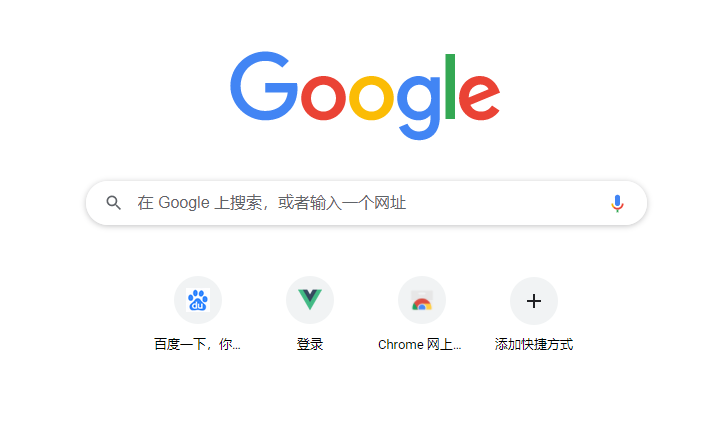 Google
在 Google 上搜索，或者输入一个网址
du
百度一下，你...
登录
Chrome 网上...
添加快捷方式